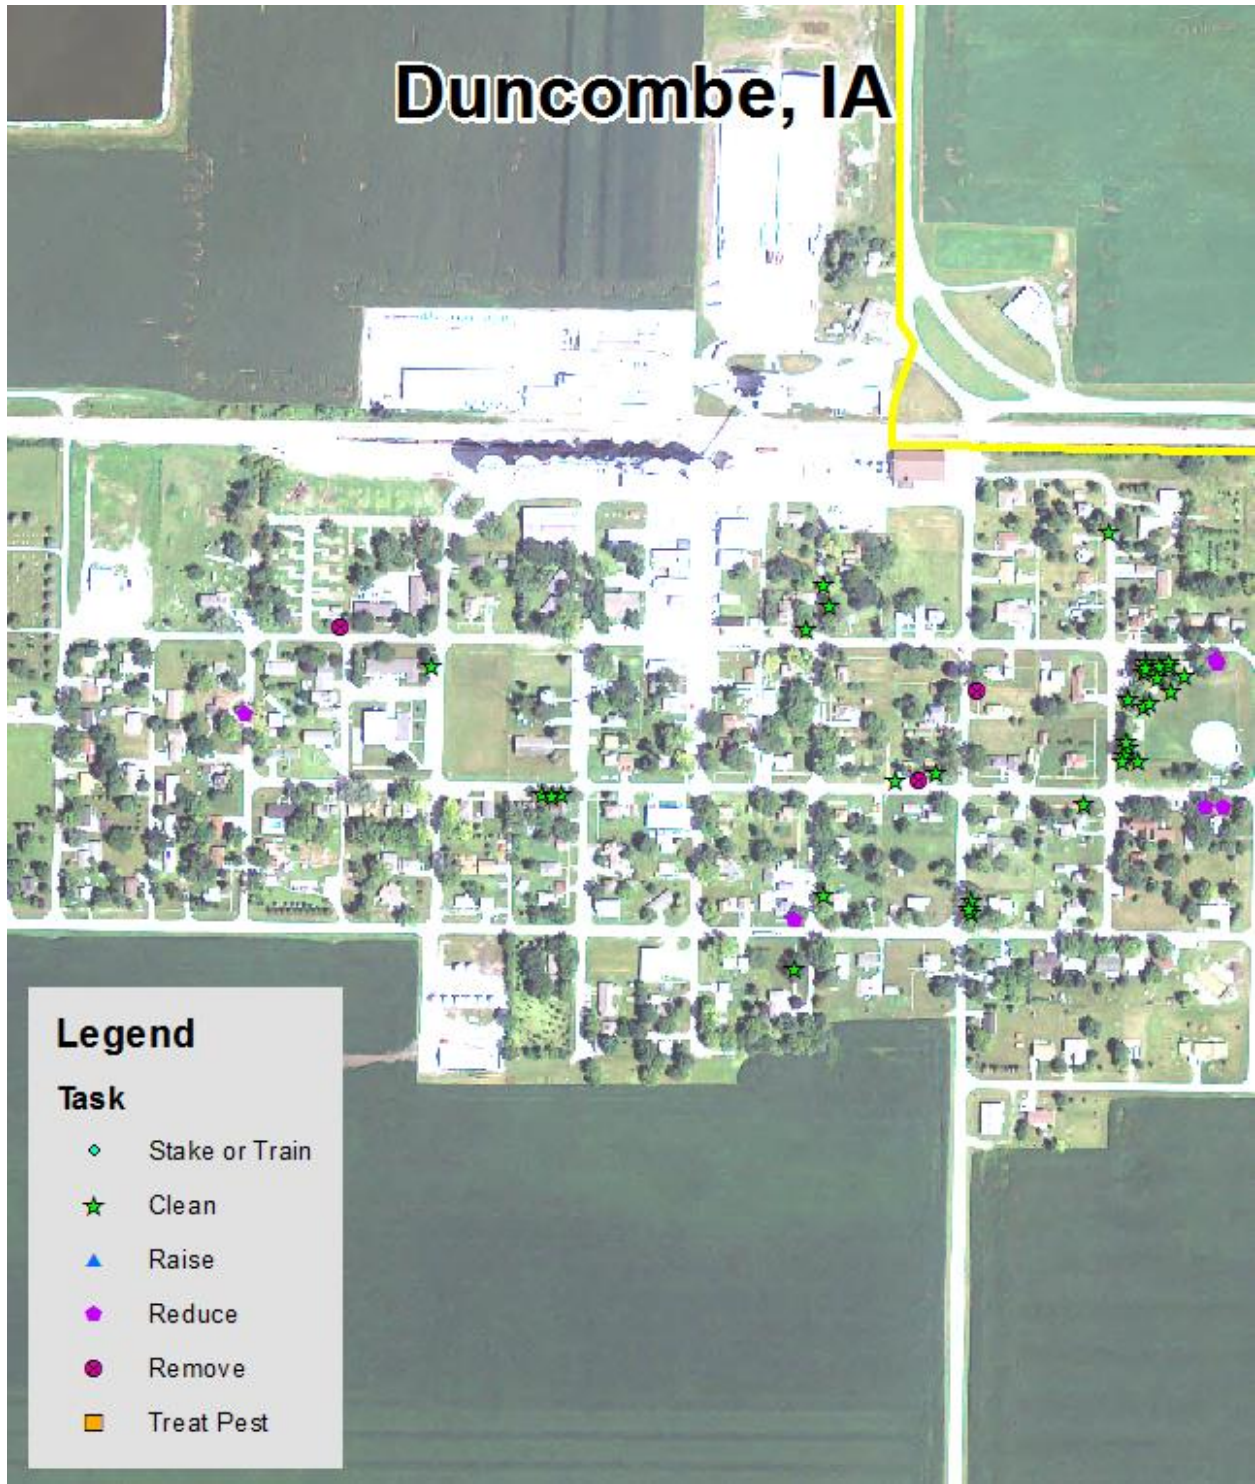 Duncombe, IA
Legend
Task
Stake or Train
Clean
Raise
Reduce
Remove
Treat Pest